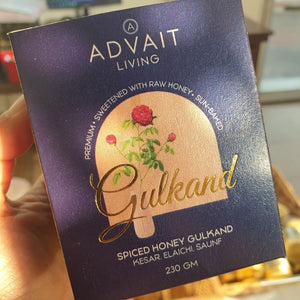 A
ADVAIT
LIVING
PREMIUM • SWEETENED WITH RAW HONEY • SUN-BAKED
Gulkand
SPICED HONEY GULKAND
KESAR, ELAICHI, SAUNF
230 GM